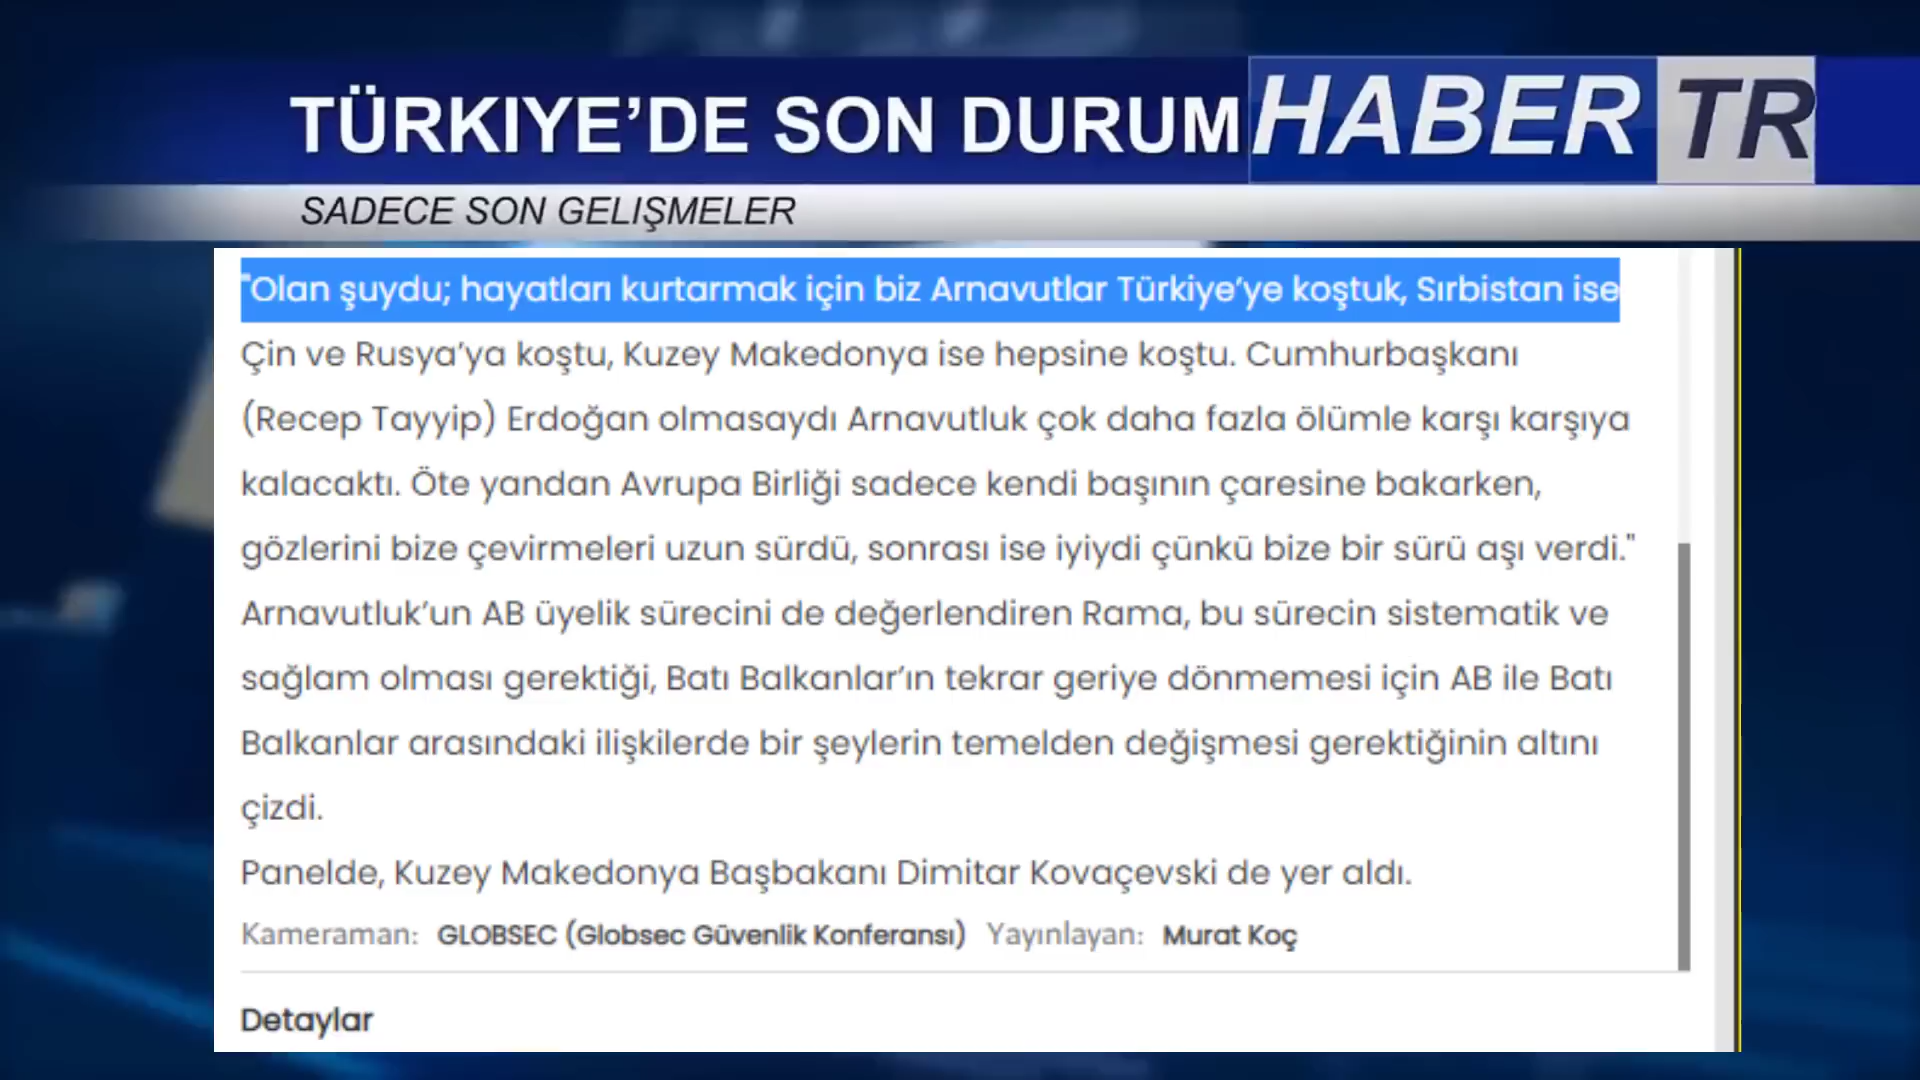 TÜRKIYE’DE SON DURUM HABER TR
SADECE SON GELIŞMELER
"Olan şuydu; hayatları kurtarmak için biz Arnavutlar Türkiye’ye koştuk, Sırbistan ise
Çin ve Rusya’ya koştu, Kuzey Makedonya ise hepsine koştu. Cumhurbaşkanı
(Recep Tayyip) Erdoğan olmasaydı Arnavutluk çok daha fazla ölümle karşı karşıya
kalacaktı. Öte yandan Avrupa Birliği sadece kendi başının çaresine bakarken,
gözlerini bize çevirmeleri uzun sürdü, sonrası ise iyiydi çünkü bize bir sürü aşı verdi."
Arnavutluk’un AB üyelik sürecini de değerlendiren Rama, bu sürecin sistematik ve
sağlam olması gerektiği, Batı Balkanlar’ın tekrar geriye dönmemesi için AB ile Batı
Balkanlar arasındaki ilişkilerde bir şeylerin temelden değişmesi gerektiğinin altını
çizdi.
Panelde, Kuzey Makedonya Başbakanı Dimitar Kovaçevski de yer aldı.
Kameraman: GLOBSEC (Globsec Güvenlik Konferansı) Yayınlayan: Murat Koç
Detaylar